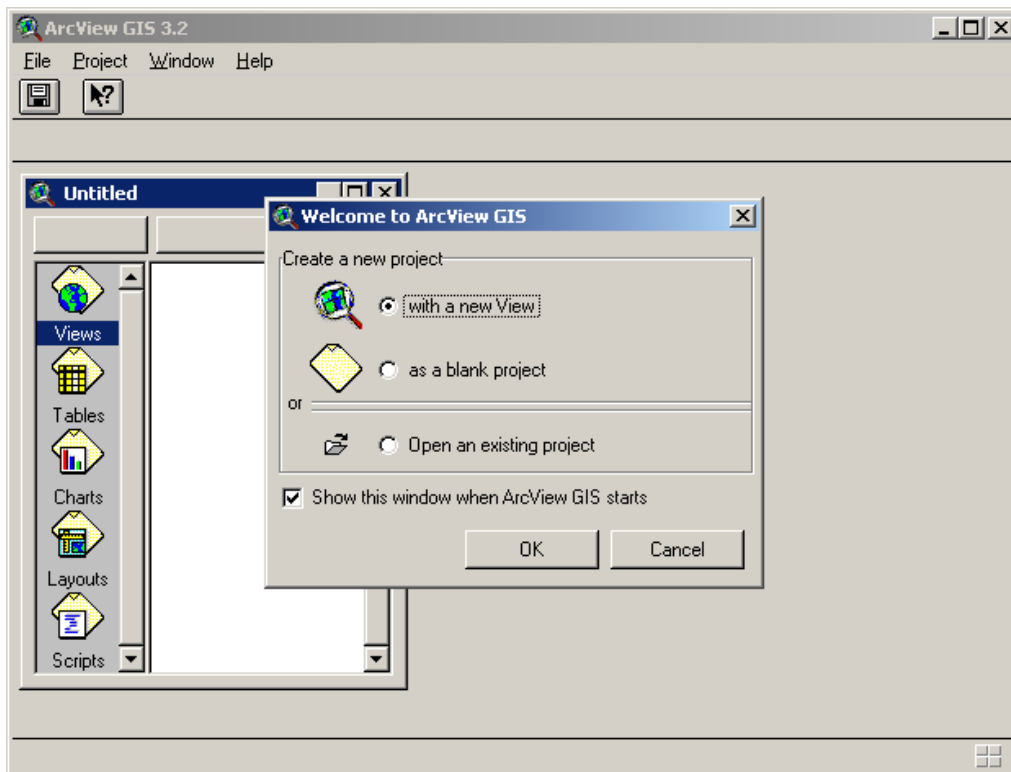 ArcView GIS 3.2
File Project Window Help
Untitled
Welcome to ArcView GIS
Create a new project
with a new View
as a blank project
or
Open an existing project
Show this window when ArcView GIS starts
OK Cancel
Views
Tables
Charts
Layouts
Scripts